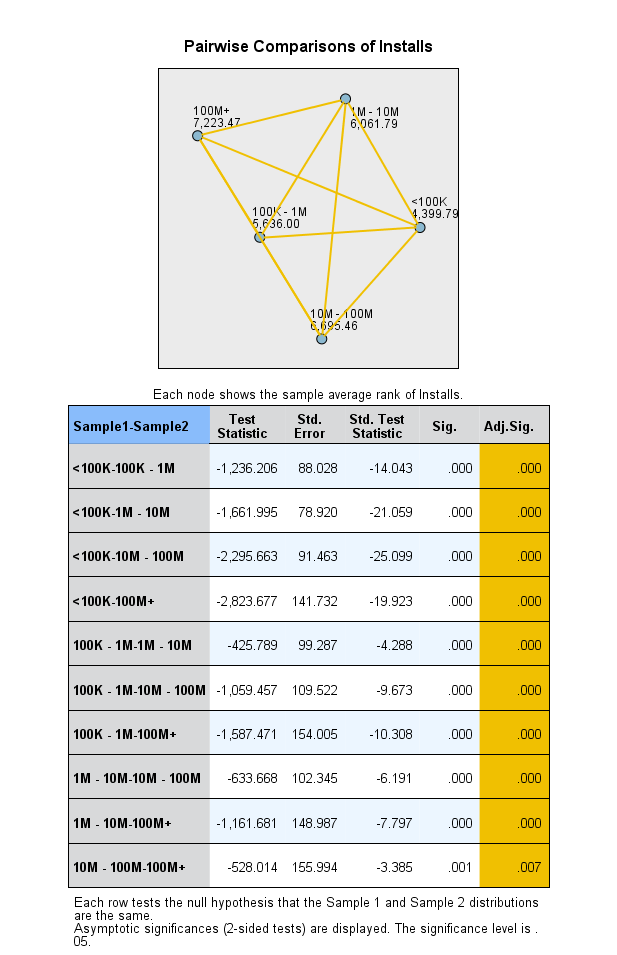 Pairwise Comparisons of Installs
100M+
7,223.47
1M - 10M
6,061.79
<100K
4,399.79
100K - 1M
5,636.00
10M - 100M
6,695.46
Each node shows the sample average rank of Installs.
Sample1-Sample2 Test Statistic Std. Error Std. Test Statistic Sig. Adj.Sig.
<100K-100K - 1M -1,236.206 88.028 -14.043 .000 .000
<100K-1M - 10M -1,661.995 78.920 -21.059 .000 .000
<100K-10M - 100M -2,295.663 91.463 -25.099 .000 .000
<100K-100M+ -2,823.677 141.732 -19.923 .000 .000
100K - 1M-1M - 10M -425.789 99.287 -4.288 .000 .000
100K - 1M-10M - 100M -1,059.457 109.522 -9.673 .000 .000
100K - 1M-100M+ -1,587.471 154.005 -10.308 .000 .000
1M - 10M-10M - 100M -633.668 102.345 -6.191 .000 .000
1M - 10M-100M+ -1,161.681 148.987 -7.797 .000 .000
10M - 100M-100M+ -528.014 155.994 -3.385 .001 .007
Each row tests the null hypothesis that the Sample 1 and Sample 2 distributions
are the same.
Asymptotic significances (2-sided tests) are displayed. The significance level is .
05.